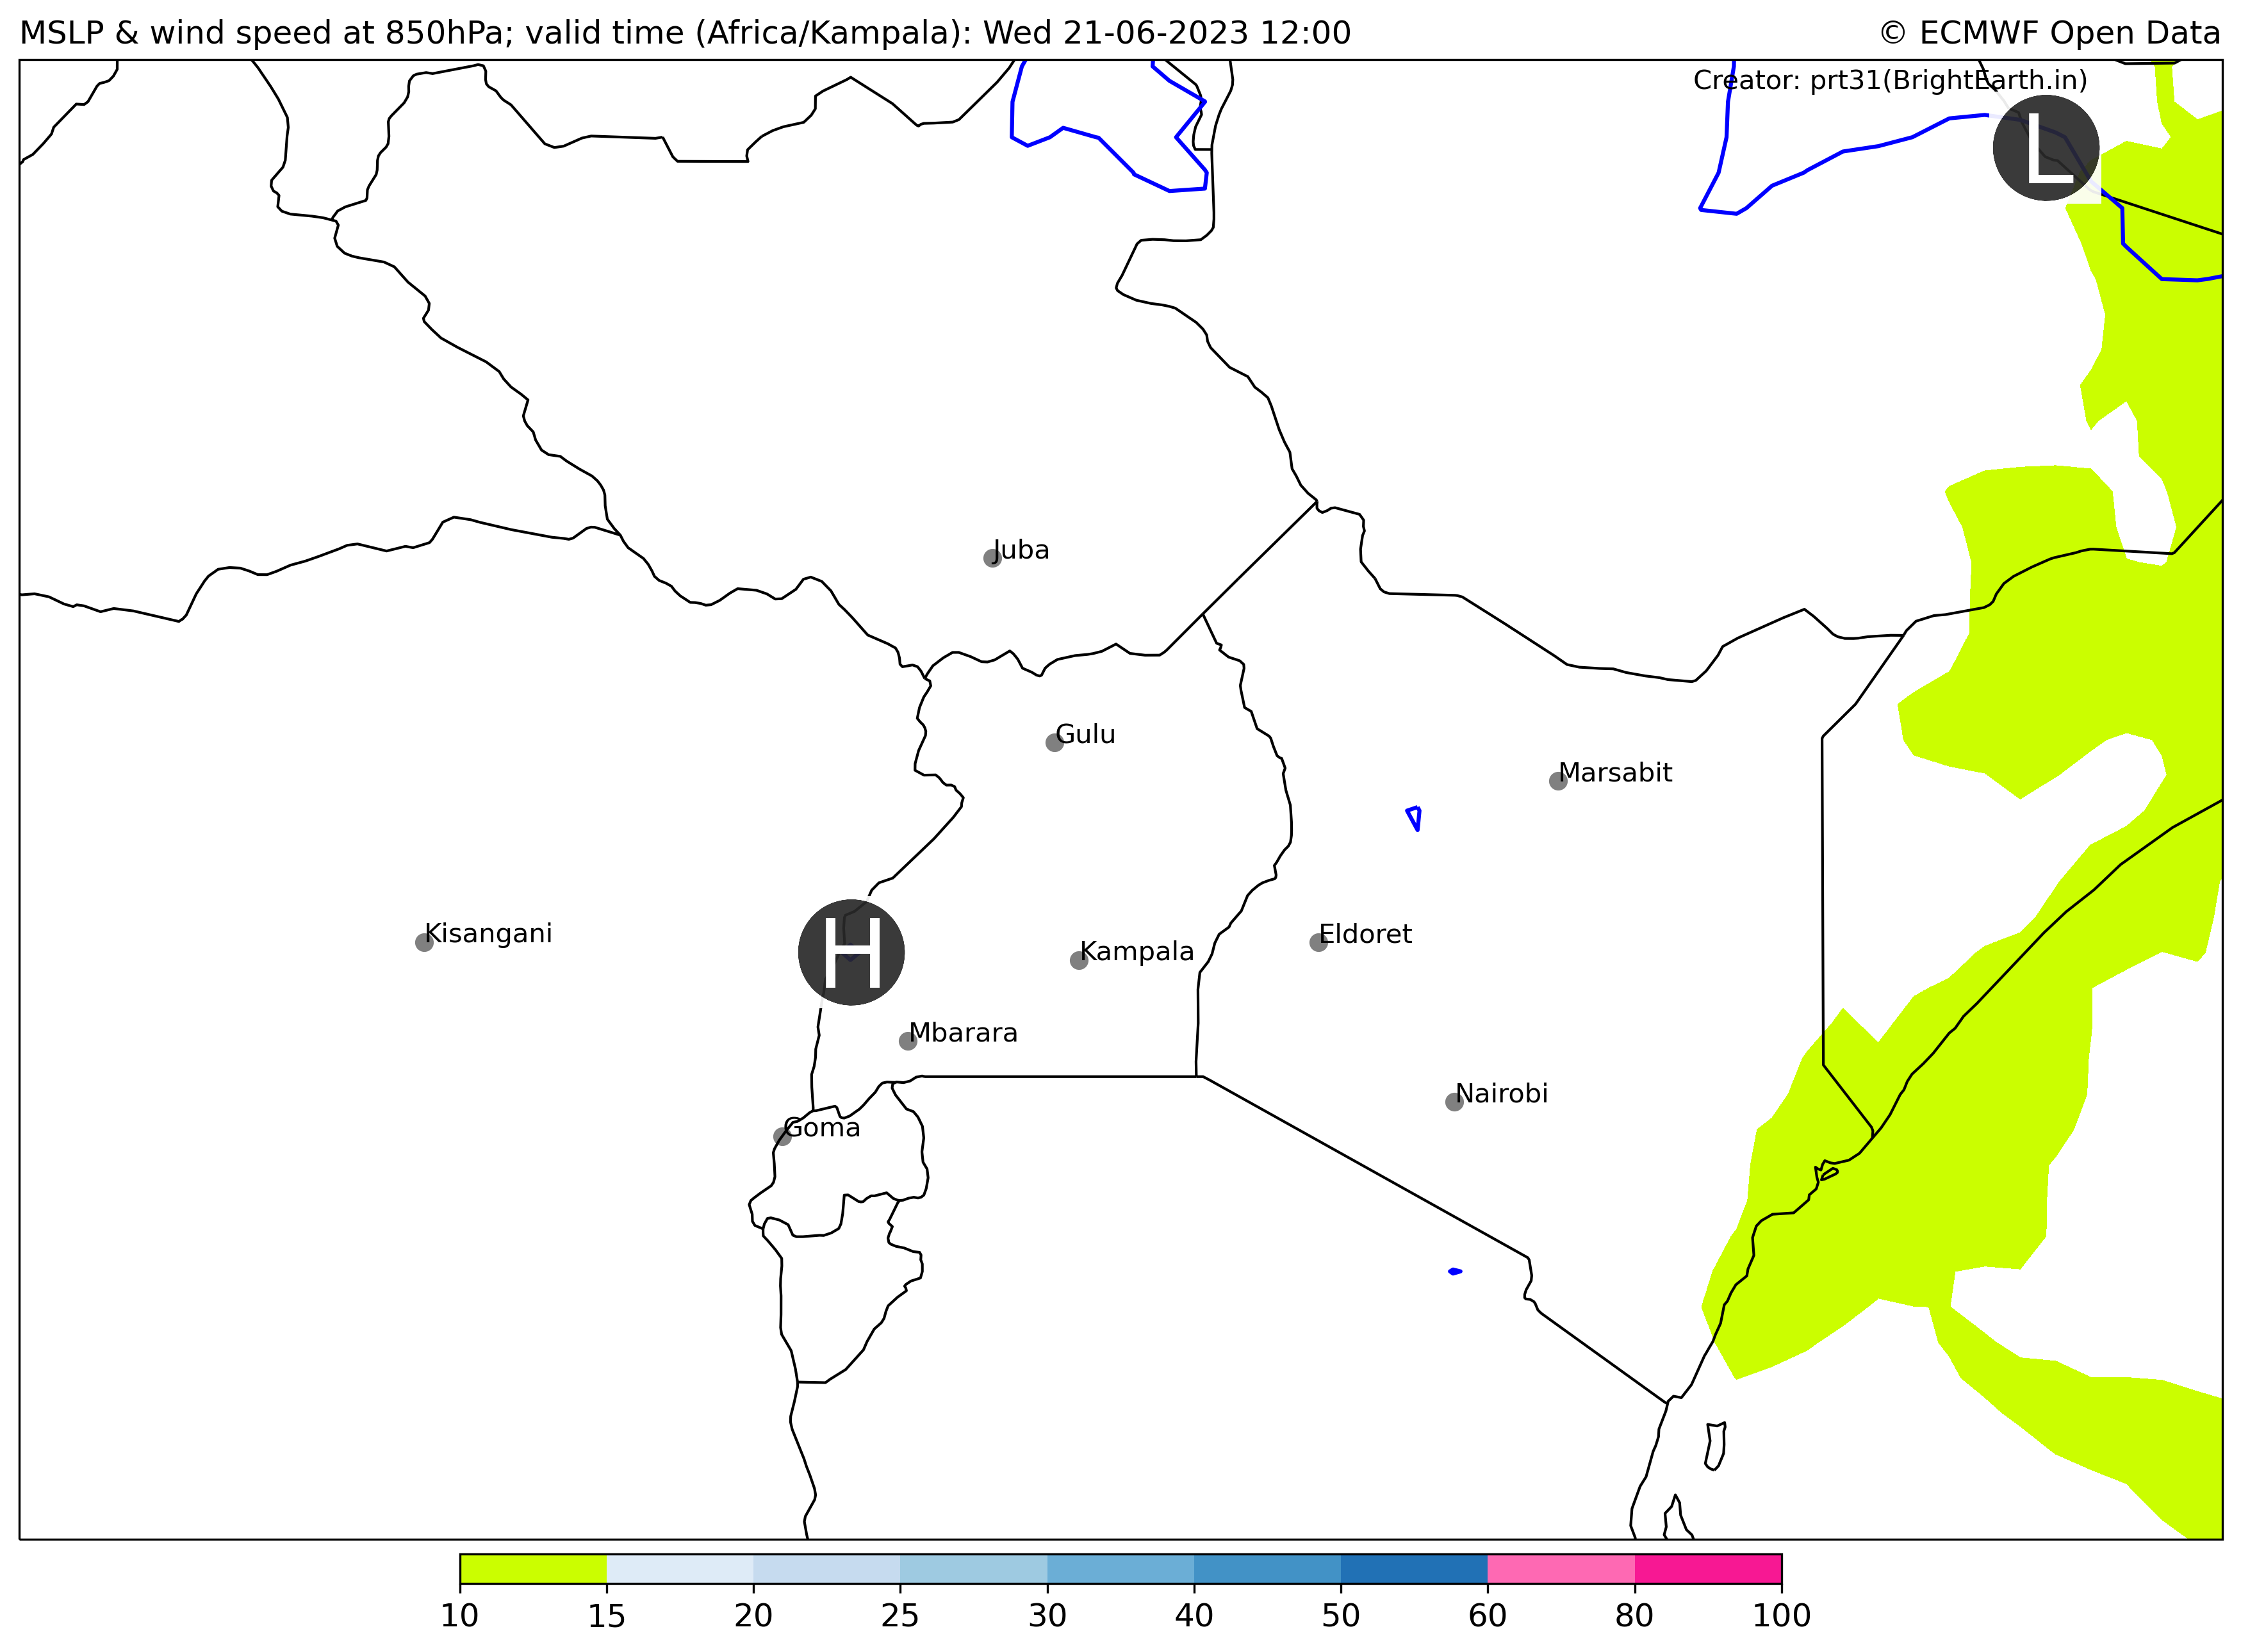 MSLP & wind speed at 850hPa; valid time (Africa/Kampala): Wed 21-06-2023 12:00
© ECMWF Open Data
Creator: prt31(BrightEarth.in)
L
Juba
Gulu
Marsabit
Kisangani
H
Kampala
Eldoret
Mbarara
Nairobi
Goma
10 15 20 25 30 40 50 60 80 100